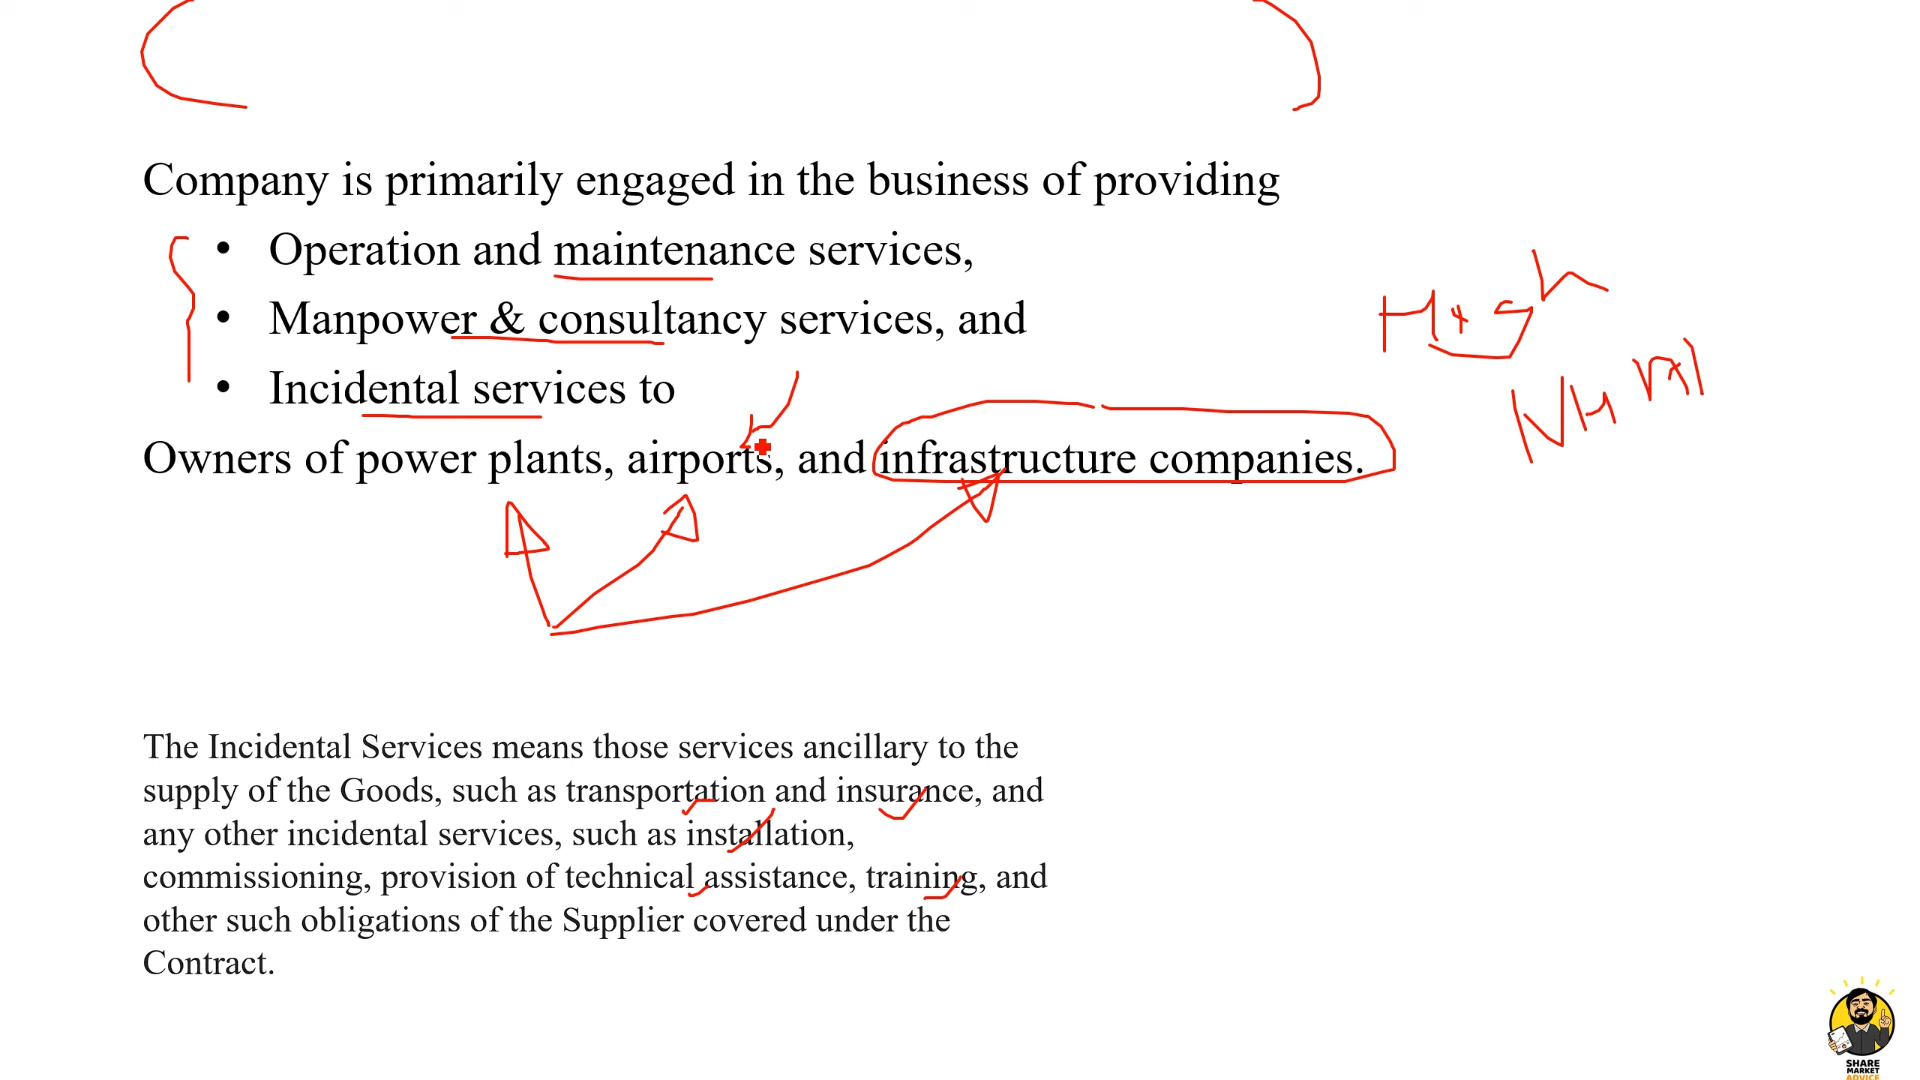 Company is primarily engaged in the business of providing
• Operation and maintenance services,
• Manpower & consultancy services, and
• Incidental services to
Owners of power plants, airports, and infrastructure companies.
High
The Incidental Services means those services ancillary to the
supply of the Goods, such as transportation and insurance, and
any other incidental services, such as installation,
commissioning, provision of technical assistance, training, and
other such obligations of the Supplier covered under the
Contract.
SHARE
MARKET
ADVICE